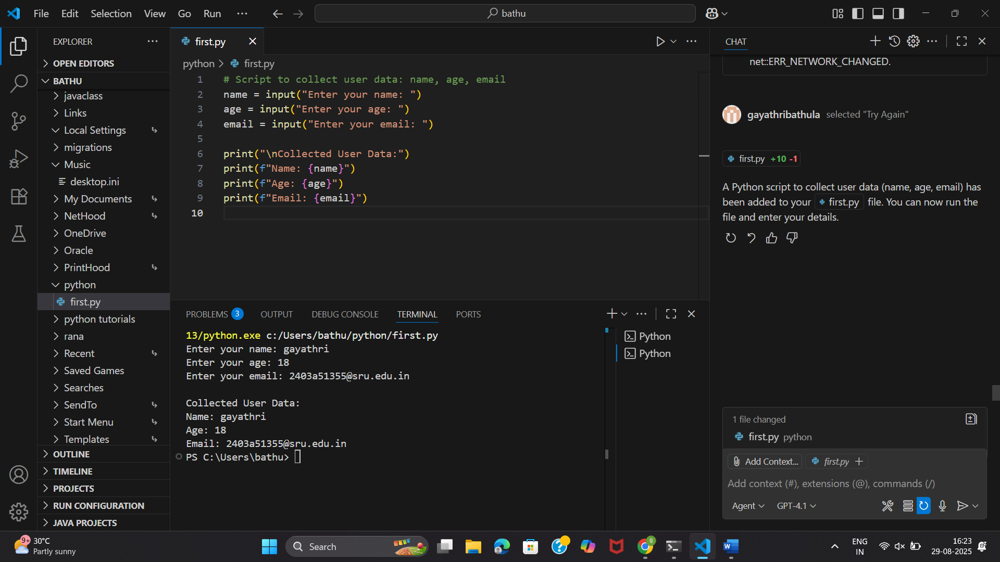 File Edit Selection View Go Run
bathu
EXPLORER
OPEN EDITORS
BATHU
javaclass
Links
Local Settings
migrations
Music
desktop.ini
My Documents
NetHood
OneDrive
Oracle
PrintHood
python
first.py
python tutorials
rana
Recent
Saved Games
Searches
SendTo
Start Menu
Templates
OUTLINE
TIMELINE
PROJECTS
RUN CONFIGURATION
JAVA PROJECTS
first.py
python > first.py
1 # Script to collect user data: name, age, email
2 name = input("Enter your name: ")
3 age = input("Enter your age: ")
4 email = input("Enter your email: ")
5
6 print("\nCollected User Data:")
7 print(f"Name: {name}")
8 print(f"Age: {age}")
9 print(f"Email: {email}")
10
PROBLEMS 3 OUTPUT DEBUG CONSOLE TERMINAL PORTS
13/python.exe c:/Users/bathu/python/first.py
Enter your name: gayathri
Enter your age: 18
Enter your email: 2403a51355@sru.edu.in
Collected User Data:
Name: gayathri
Age: 18
Email: 2403a51355@sru.edu.in
PS C:\Users\bathu>
Python
Python
CHAT
net::ERR_NETWORK_CHANGED.
gayathribathula selected "Try Again"
first.py +10 -1
A Python script to collect user data (name, age, email) has
been added to your first.py file. You can now run the
file and enter your details.
1 file changed
first.py python
Add Context... first.py
Add context (#), extensions (@), commands (/)
Agent GPT-4.1
9+ 30°C
Partly sunny
Search
ENG
IN
16:23
29-08-2025